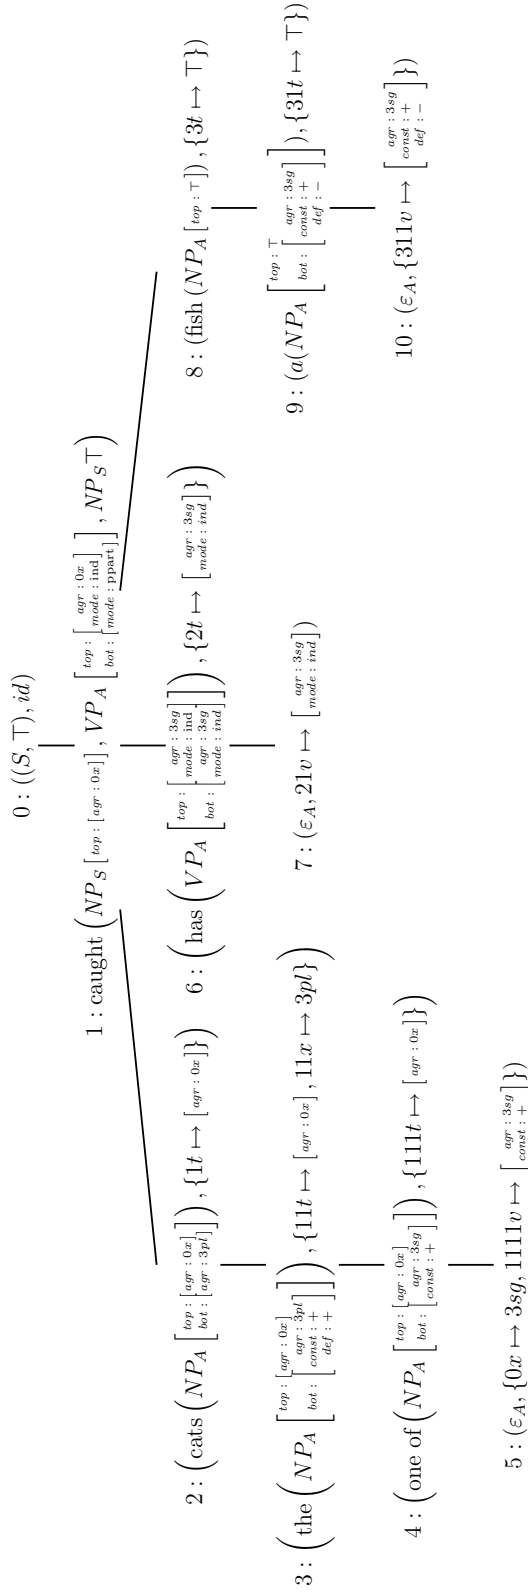 0 : ((S, ⊤), id)
1 : caught (NP_S [top : [agr : 0x]], VP_A [top : [agr : 0x mode : ind] bot : [mode : ppart]], NP_S ⊤)
2 : (cats (NP_A [top : [agr : 0x] bot : [agr : 3pl]]), {1t ↦ [agr : 0x]})
6 : (has (VP_A [top : [agr : 3sg mode : ind] bot : [agr : 3sg mode : ind]]), {2t ↦ [agr : 3sg mode : ind]})
8 : (fish (NP_A [top : ⊤]), {3t ↦ ⊤})
3 : (the (NP_A [top : [agr : 0x] bot : [agr : 3pl const : + def : +]]), {11t ↦ [agr : 0x], 11x ↦ 3pl})
7 : (ε_A, 21v ↦ [agr : 3sg mode : ind])
9 : (a(NP_A [top : ⊤ bot : [agr : 3sg const : + def : −]]), {31t ↦ ⊤})
4 : (one of (NP_A [top : [agr : 0x] bot : [agr : 3sg const : +]]), {111t ↦ [agr : 0x]})
10 : (ε_A, {311v ↦ [agr : 3sg const : + def : −]})
5 : (ε_A, {0x ↦ 3sg, 1111v ↦ [agr : 3sg const : +]})